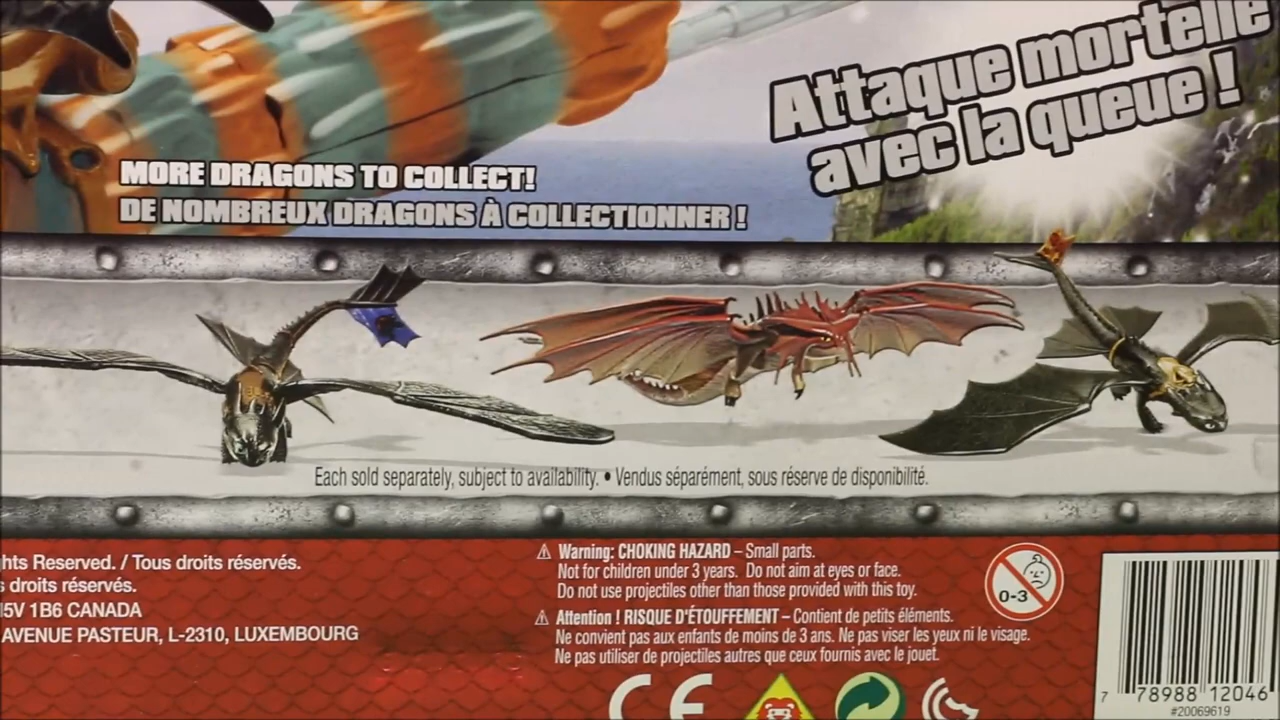 Attaque mortelle
avec la queue !
MORE DRAGONS TO COLLECT!
DE NOMBREUX DRAGONS À COLLECTIONNER !
Each sold separately, subject to availability. • Vendus séparément, sous réserve de disponibilité.
hts Reserved. / Tous droits réservés.
s droits réservés.
5V 1B6 CANADA
AVENUE PASTEUR, L-2310, LUXEMBOURG
⚠ Warning: CHOKING HAZARD – Small parts.
Not for children under 3 years. Do not aim at eyes or face.
Do not use projectiles other than those provided with this toy.
⚠ Attention ! RISQUE D'ÉTOUFFEMENT – Contient de petits éléments.
Ne convient pas aux enfants de moins de 3 ans. Ne pas viser les yeux ni le visage.
Ne pas utiliser de projectiles autres que ceux fournis avec le jouet.
0-3
CE
7 78988 12046
#20069619